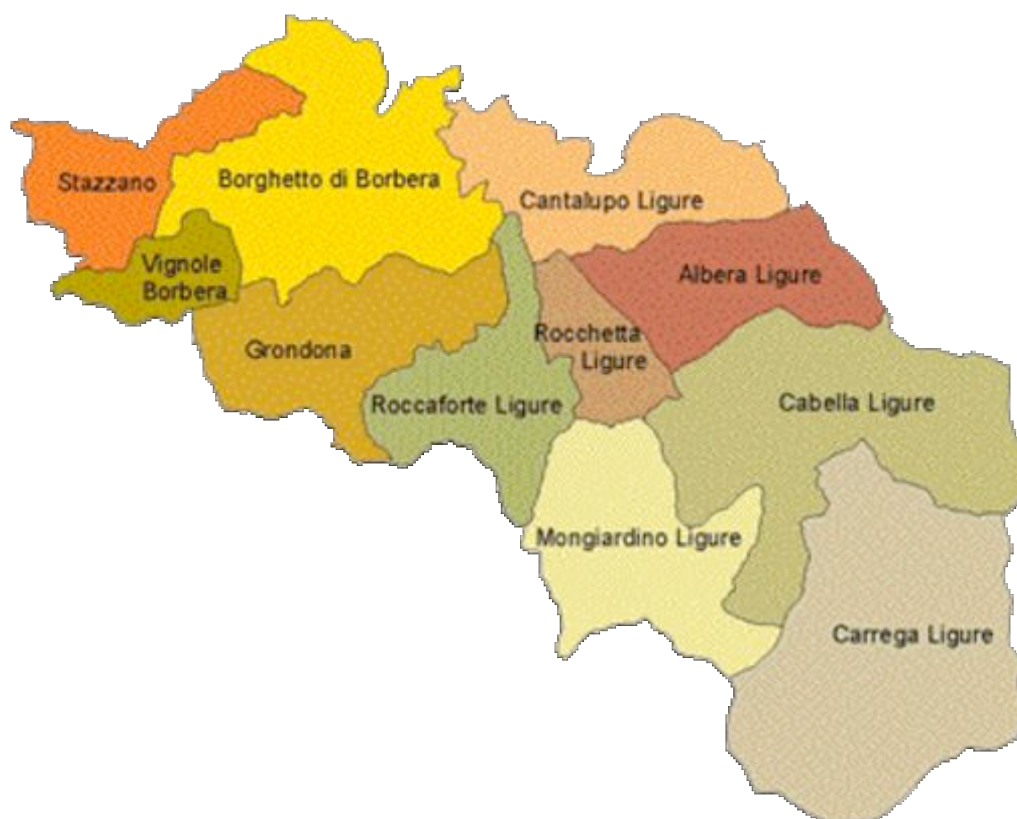 Stazzano
Borghetto di Borbera
Cantalupo Ligure
Vignole
Borbera
Albera Ligure
Grondona
Rocchetta
Ligure
Roccaforte Ligure
Cabella Ligure
Mongiardino Ligure
Carrega Ligure